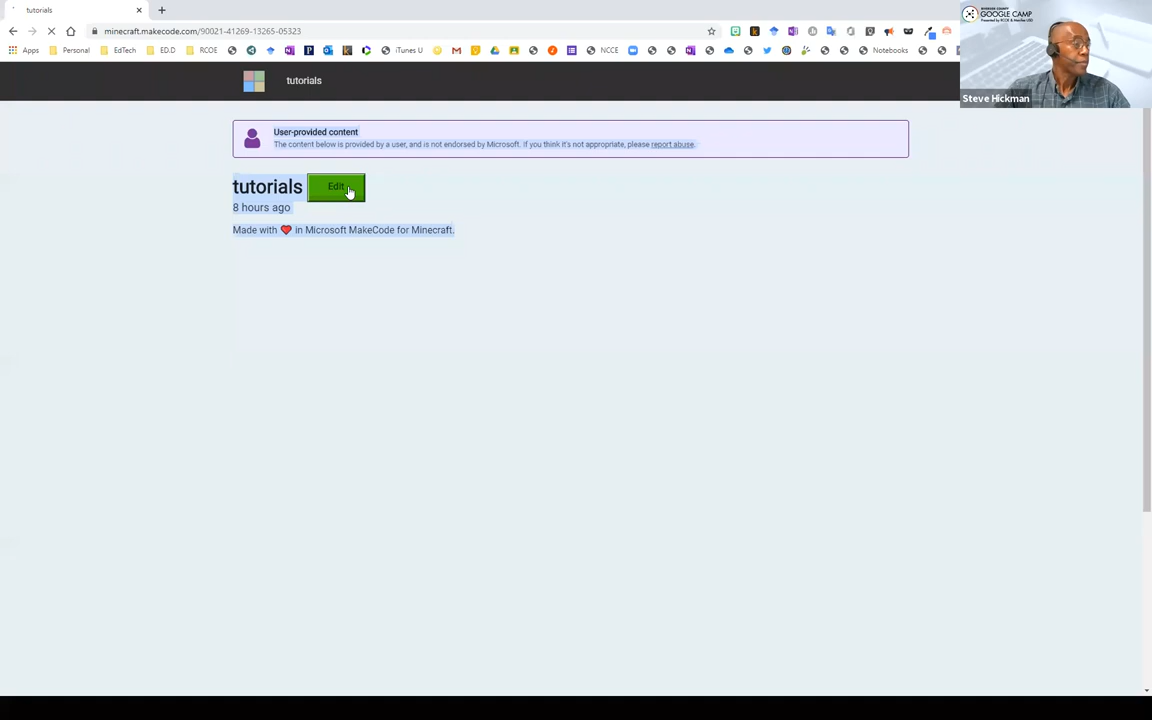 tutorials
minecraft.makecode.com/90021-41269-13265-05323
Apps Personal EdTech ED.D RCOE iTunes U NCCE Notebooks
GOOGLE CAMP
Steve Hickman
tutorials
User-provided content
The content below is provided by a user, and is not endorsed by Microsoft. If you think it's not appropriate, please report abuse.
tutorials Edit
8 hours ago
Made with ❤️ in Microsoft MakeCode for Minecraft.